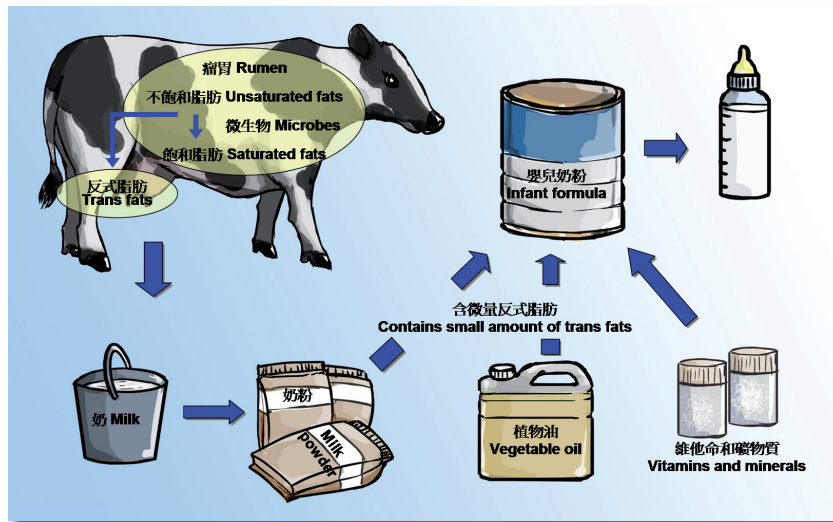 瘤胃 Rumen
不飽和脂肪 Unsaturated fats
微生物 Microbes
飽和脂肪 Saturated fats
反式脂肪
Trans fats
嬰兒奶粉
Infant formula
含微量反式脂肪
Contains small amount of trans fats
奶 Milk
奶粉
Milk
powder
植物油
Vegetable oil
維他命和礦物質
Vitamins and minerals